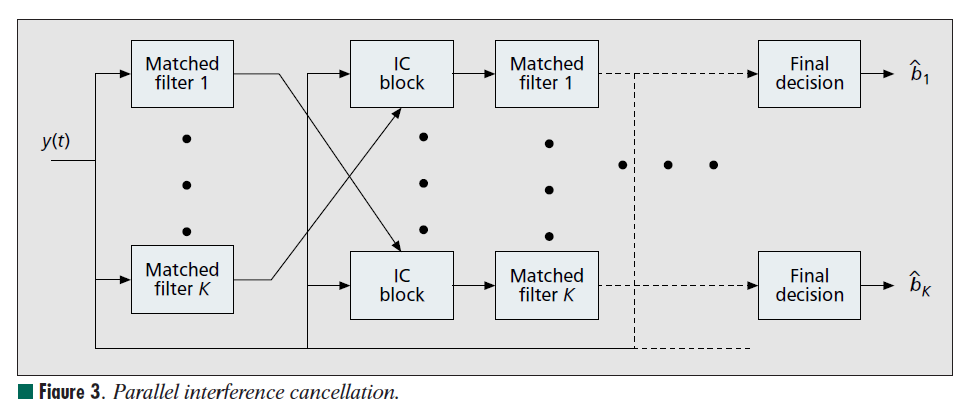 Matched
filter 1
IC
block
Matched
filter 1
Final
decision
b̂₁
y(t)
Matched
filter K
IC
block
Matched
filter K
Final
decision
b̂K
Figure 3. Parallel interference cancellation.